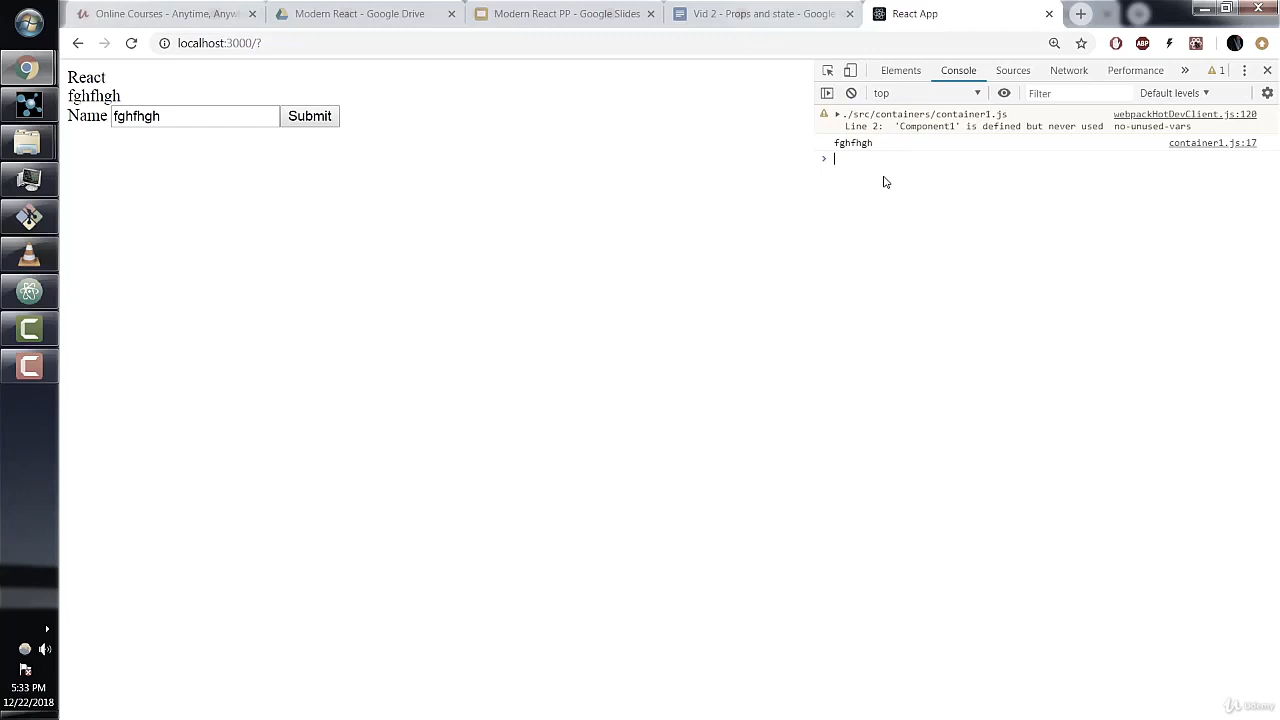 Online Courses - Anytime, Anyw
Modern React - Google Drive
Modern React PP - Google Slides
Vid 2 - Props and state - Google
React App
localhost:3000/?
ABP
React
fghfhgh
Name fghfhgh Submit
Elements Console Sources Network Performance » 1
top Filter Default levels
./src/containers/container1.js webpackHotDevClient.js:120
Line 2: 'Component1' is defined but never used no-unused-vars
fghfhgh container1.js:17
5:33 PM
12/22/2018
Udemy